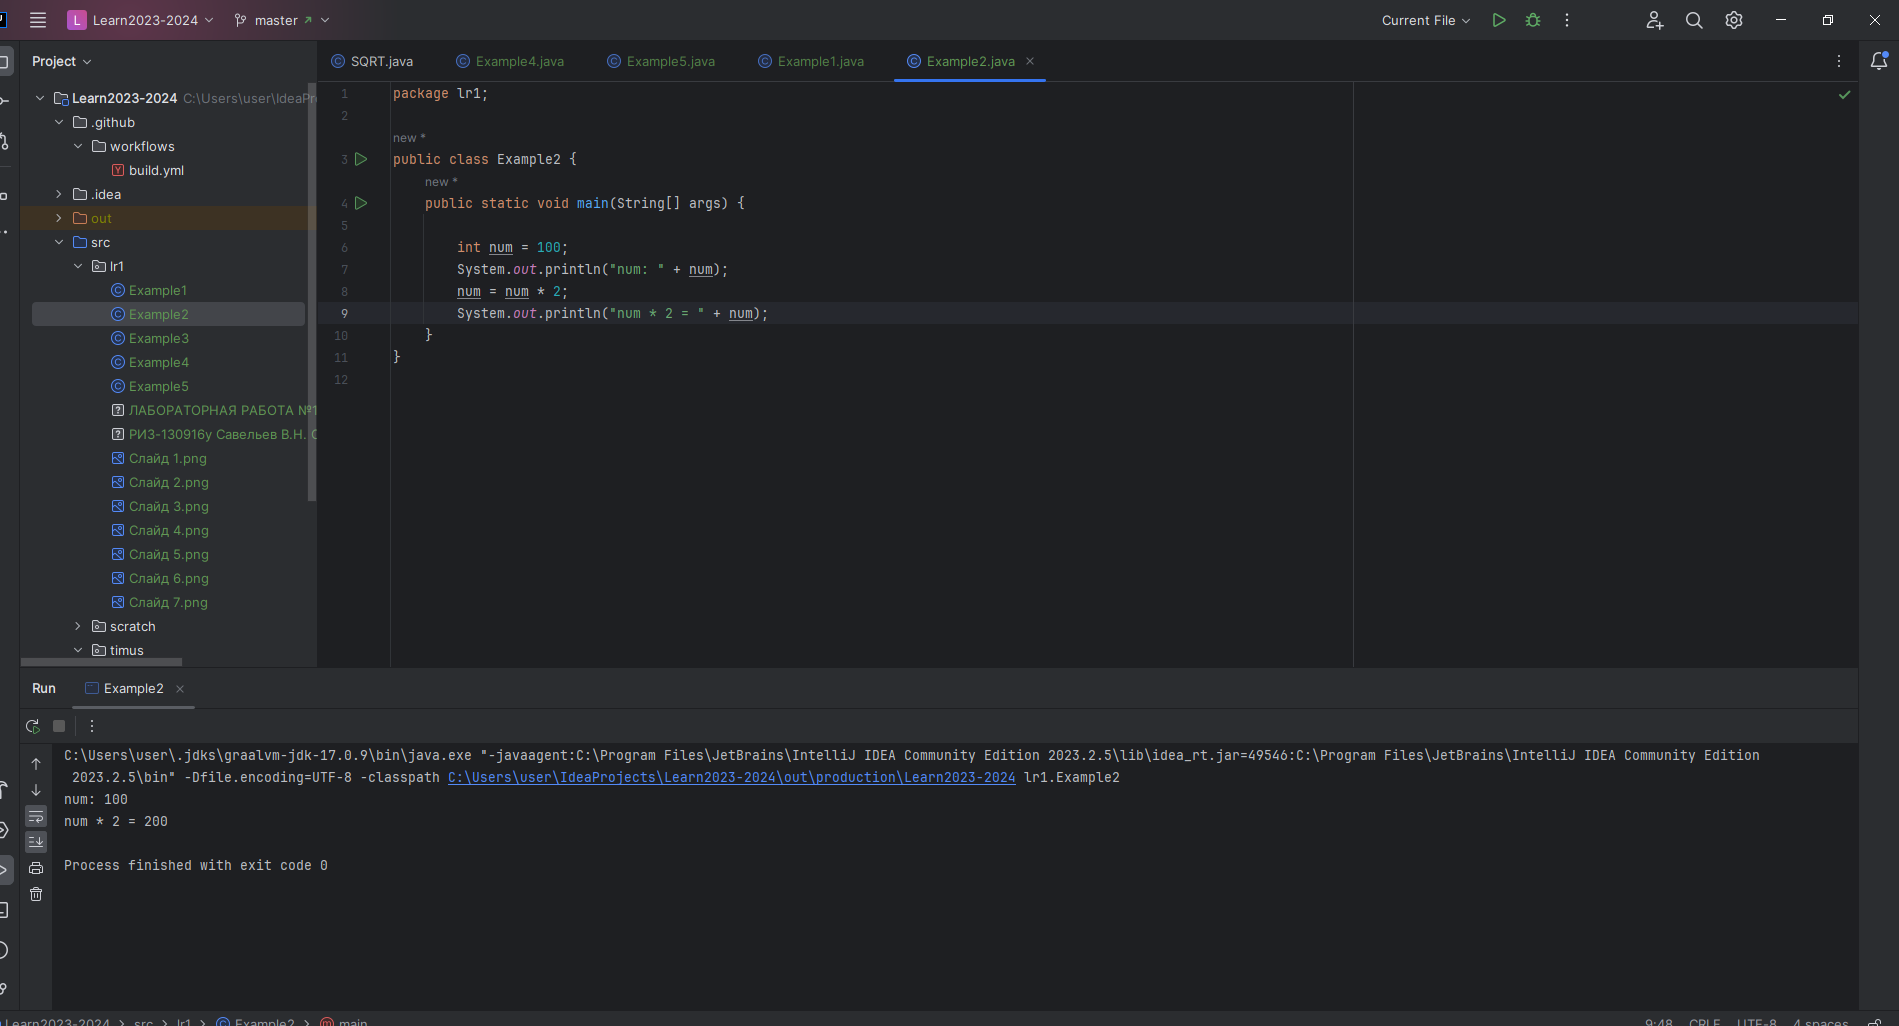 L Learn2023-2024 master Current File
Project
SQRT.java Example4.java Example5.java Example1.java Example2.java
Learn2023-2024 C:\Users\user\IdeaPr
.github
workflows
Y build.yml
.idea
out
src
lr1
C Example1
C Example2
C Example3
C Example4
C Example5
? ЛАБОРАТОРНАЯ РАБОТА №1
? РИЗ-130916у Савельев В.Н.
Слайд 1.png
Слайд 2.png
Слайд 3.png
Слайд 4.png
Слайд 5.png
Слайд 6.png
Слайд 7.png
scratch
timus
1 package lr1;
2
new *
3 public class Example2 {
new *
4 public static void main(String[] args) {
5
6 int num = 100;
7 System.out.println("num: " + num);
8 num = num * 2;
9 System.out.println("num * 2 = " + num);
10 }
11 }
12
Run Example2
C:\Users\user\.jdks\graalvm-jdk-17.0.9\bin\java.exe "-javaagent:C:\Program Files\JetBrains\IntelliJ IDEA Community Edition 2023.2.5\lib\idea_rt.jar=49546:C:\Program Files\JetBrains\IntelliJ IDEA Community Edition
2023.2.5\bin" -Dfile.encoding=UTF-8 -classpath C:\Users\user\IdeaProjects\Learn2023-2024\out\production\Learn2023-2024 lr1.Example2
num: 100
num * 2 = 200
Process finished with exit code 0
Learn2023-2024 src lr1 Example2 main 9:48 CRLF UTF-8 4 spaces